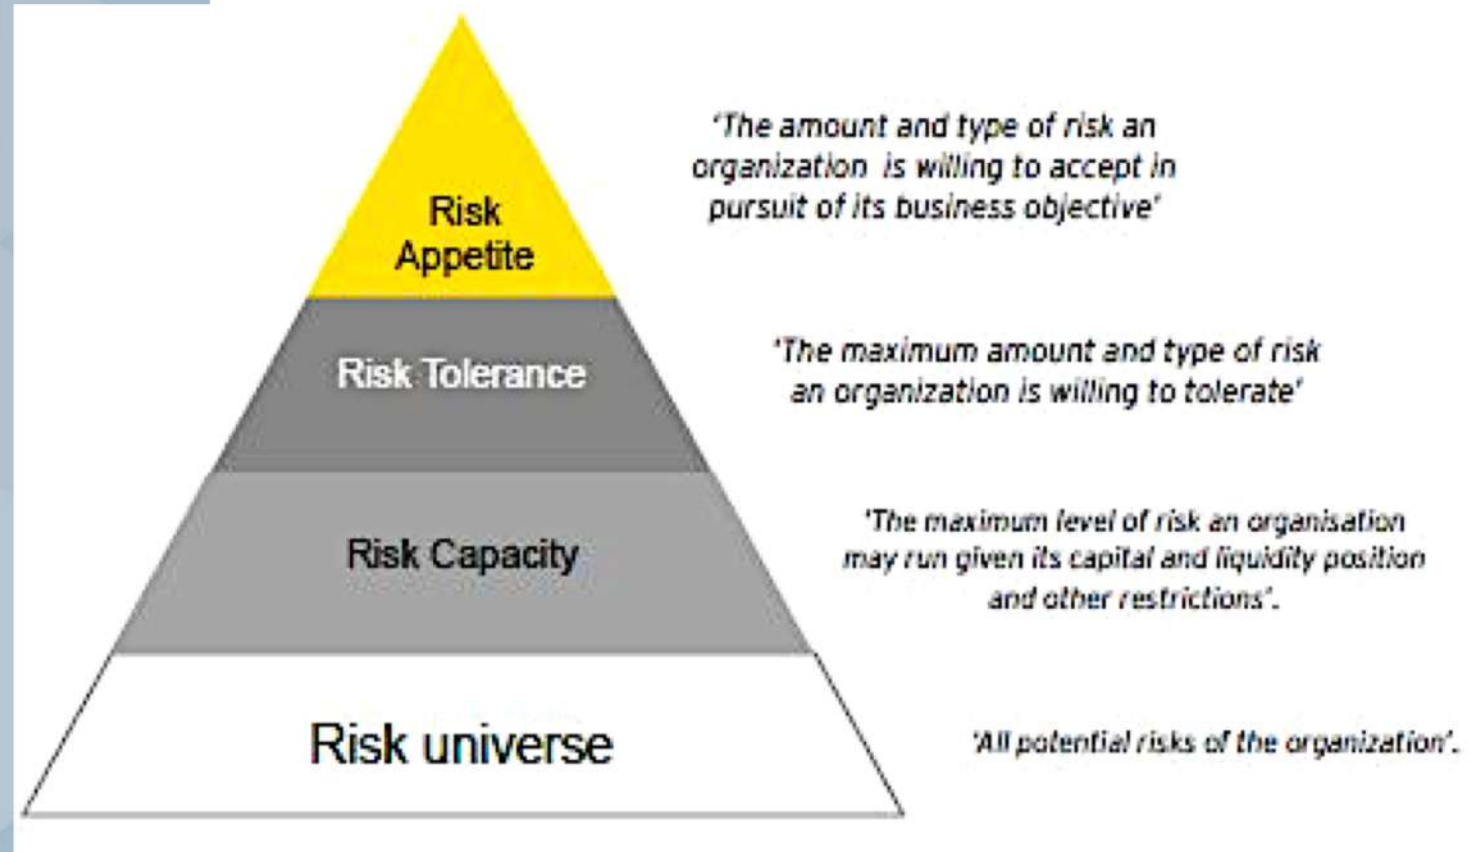 Risk
Appetite
'The amount and type of risk an
organization is willing to accept in
pursuit of its business objective'
Risk Tolerance
'The maximum amount and type of risk
an organization is willing to tolerate'
Risk Capacity
'The maximum level of risk an organisation
may run given its capital and liquidity position
and other restrictions'.
Risk universe
'All potential risks of the organization'.